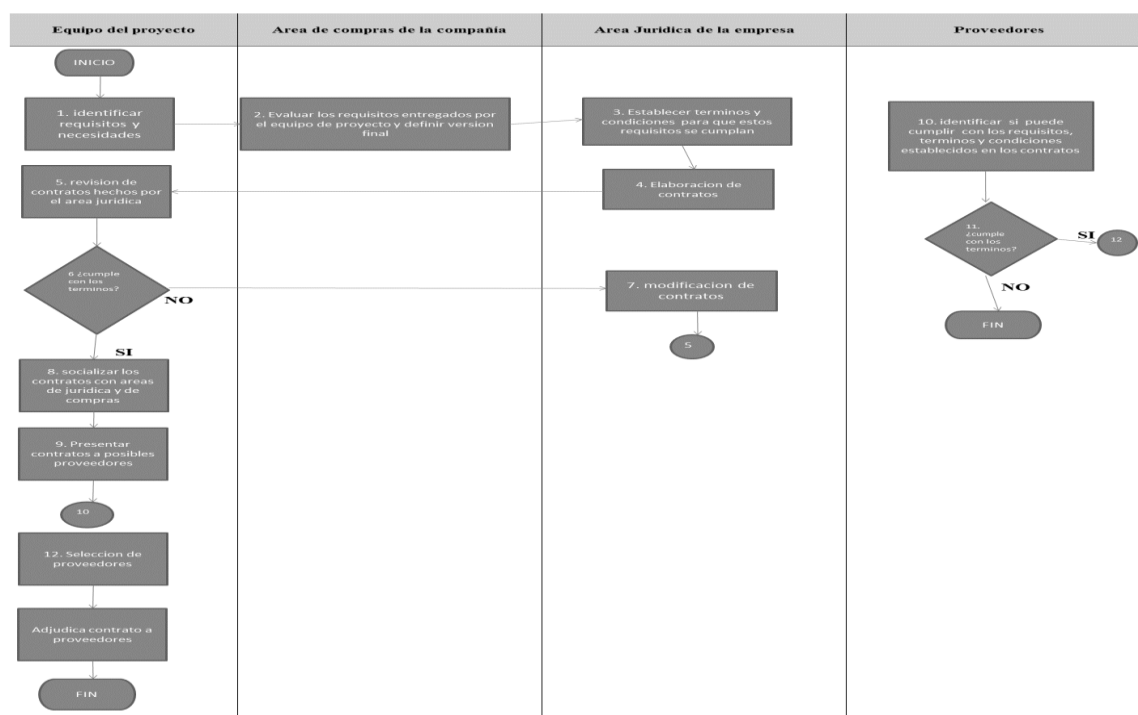 Equipo del proyecto
Area de compras de la compañía
Area Juridica de la empresa
Proveedores
INICIO
1. identificar
requisitos y
necesidades
2. Evaluar los requisitos entregados por
el equipo de proyecto y definir version
final
3. Establecer terminos y
condiciones para que estos
requisitos se cumplan
10. identificar si puede
cumplir con los requisitos,
terminos y condiciones
establecidos en los contratos
5. revision de
contratos hechos por
el area juridica
4. Elaboracion de
contratos
11.
¿cumple
con los
terminos?
SI
12
NO
FIN
6 ¿cumple
con los
terminos?
NO
7. modificacion de
contratos
5
SI
8. socializar los
contratos con areas
de juridica y de
compras
9. Presentar
contratos a posibles
proveedores
10
12. Seleccion de
proveedores
Adjudica contrato a
proveedores
FIN